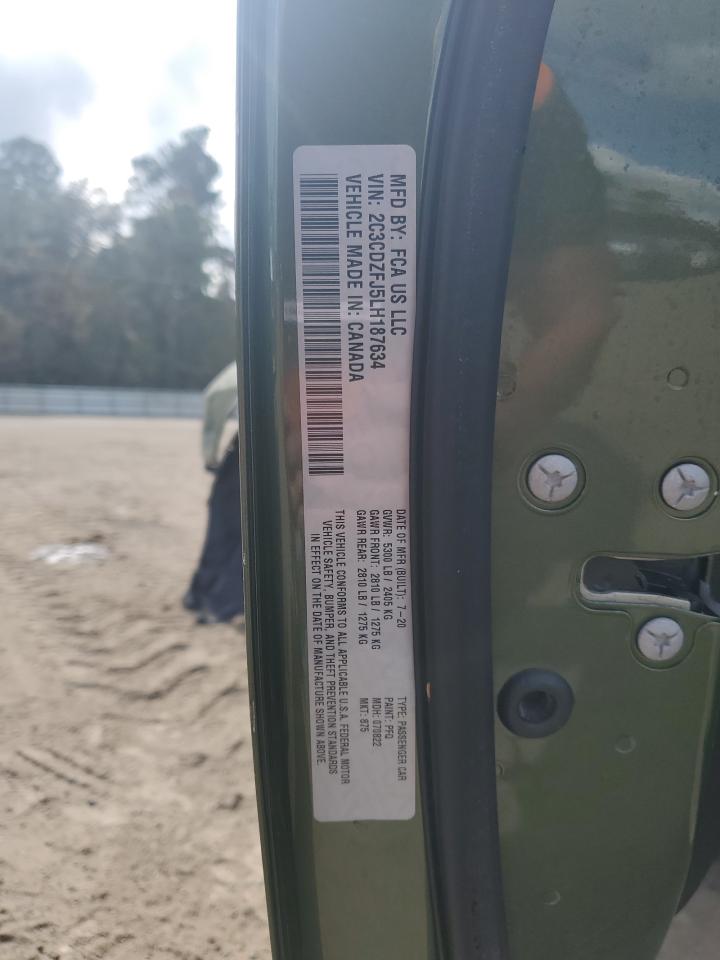 MFD BY: FCA US LLC
VIN: 2C3CDZFJ5LH187634
VEHICLE MADE IN: CANADA
DATE OF MFR (BUILT): 7-20
GVWR: 5300 LB / 2405 KG
GAWR FRONT: 2810 LB / 1275 KG
GAWR REAR: 2810 LB / 1275 KG
THIS VEHICLE CONFORMS TO ALL APPLICABLE U.S.A. FEDERAL MOTOR
VEHICLE SAFETY, BUMPER, AND THEFT PREVENTION STANDARDS
IN EFFECT ON THE DATE OF MANUFACTURE SHOWN ABOVE.
TYPE: PASSENGER CAR
PAINT: PFQ
MDH: 070822
MKT: 875